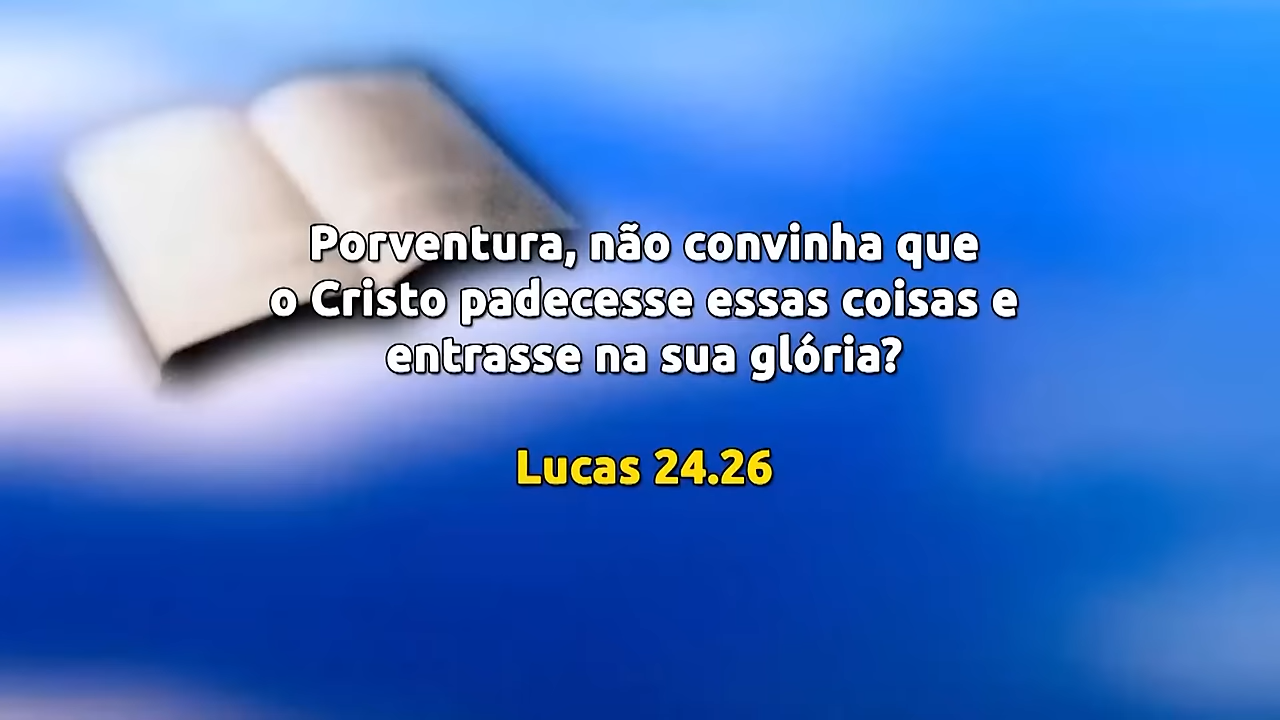 Porventura, não convinha que
o Cristo padecesse essas coisas e
entrasse na sua glória?
Lucas 24.26